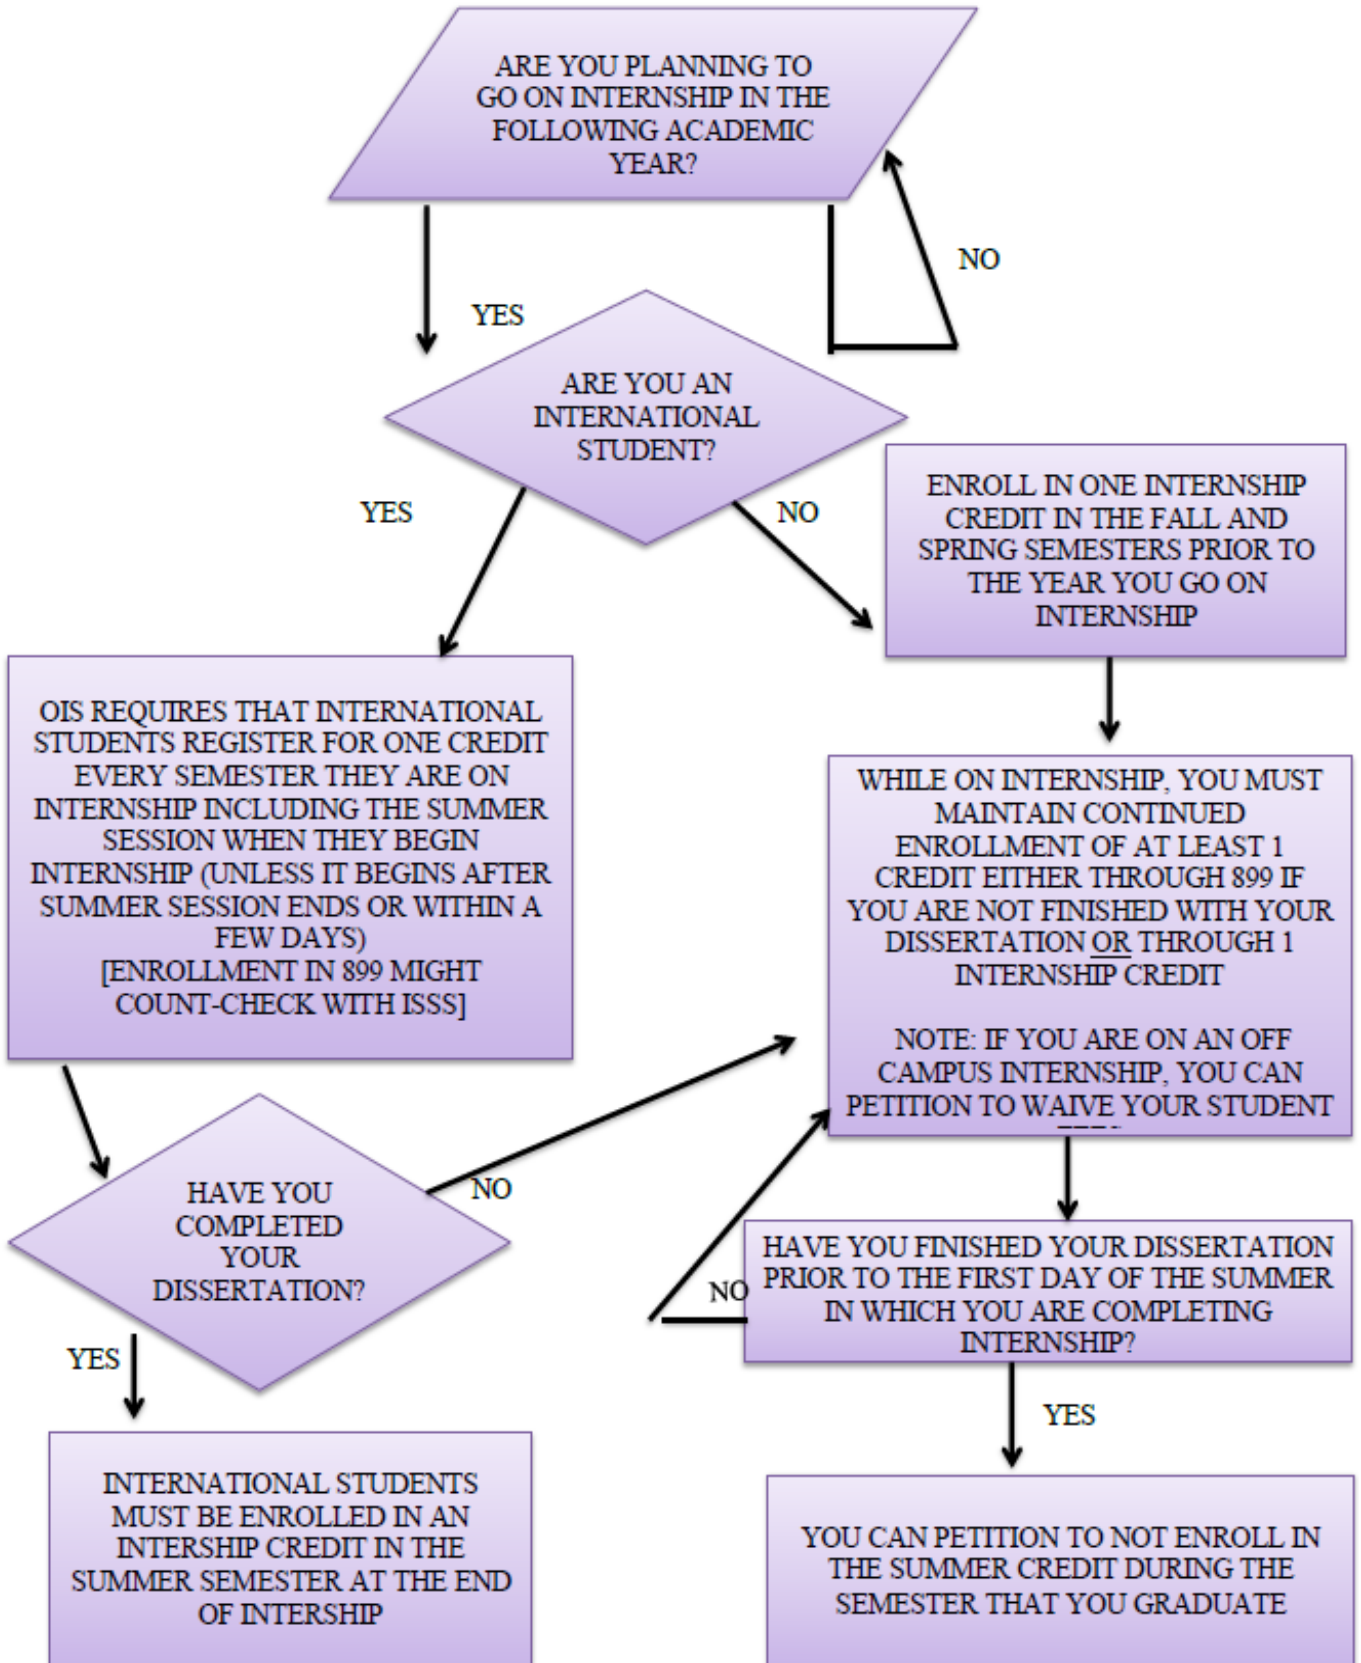 ARE YOU PLANNING TO
GO ON INTERNSHIP IN THE
FOLLOWING ACADEMIC
YEAR?
NO
YES
ARE YOU AN
INTERNATIONAL
STUDENT?
YES
NO
ENROLL IN ONE INTERNSHIP
CREDIT IN THE FALL AND
SPRING SEMESTERS PRIOR TO
THE YEAR YOU GO ON
INTERNSHIP
OIS REQUIRES THAT INTERNATIONAL
STUDENTS REGISTER FOR ONE CREDIT
EVERY SEMESTER THEY ARE ON
INTERNSHIP INCLUDING THE SUMMER
SESSION WHEN THEY BEGIN
INTERNSHIP (UNLESS IT BEGINS AFTER
SUMMER SESSION ENDS OR WITHIN A
FEW DAYS)
[ENROLLMENT IN 899 MIGHT
COUNT-CHECK WITH ISSS]
WHILE ON INTERNSHIP, YOU MUST
MAINTAIN CONTINUED
ENROLLMENT OF AT LEAST 1
CREDIT EITHER THROUGH 899 IF
YOU ARE NOT FINISHED WITH YOUR
DISSERTATION OR THROUGH 1
INTERNSHIP CREDIT
NOTE: IF YOU ARE ON AN OFF
CAMPUS INTERNSHIP, YOU CAN
PETITION TO WAIVE YOUR STUDENT
HAVE YOU
COMPLETED
YOUR
DISSERTATION?
NO
YES
HAVE YOU FINISHED YOUR DISSERTATION
PRIOR TO THE FIRST DAY OF THE SUMMER
IN WHICH YOU ARE COMPLETING
INTERNSHIP?
NO
YES
INTERNATIONAL STUDENTS
MUST BE ENROLLED IN AN
INTERSHIP CREDIT IN THE
SUMMER SEMESTER AT THE END
OF INTERSHIP
YOU CAN PETITION TO NOT ENROLL IN
THE SUMMER CREDIT DURING THE
SEMESTER THAT YOU GRADUATE